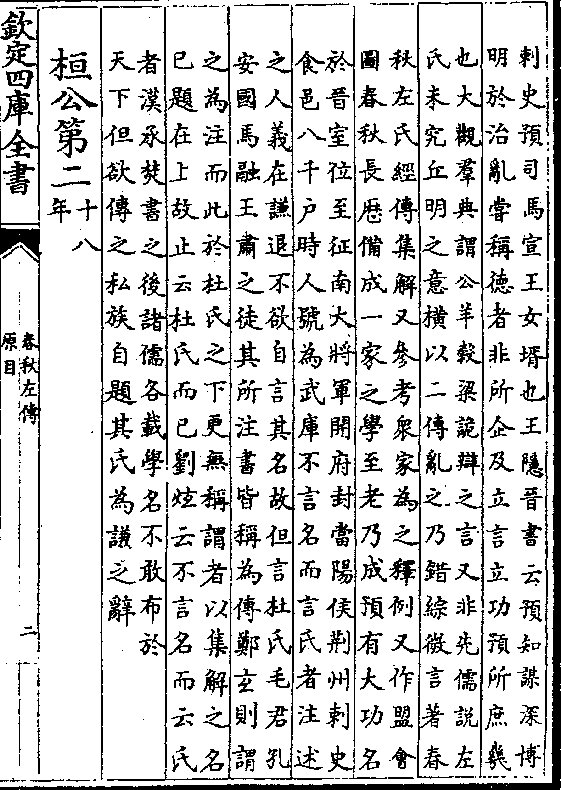 刺史預司馬宣王女壻也王隱晉書云預知謀深博
明於治亂嘗稱德者非所企及立言立功預所庶幾
也大觀羣典謂公羊穀梁詭辯之言又非先儒說左
氏未究丘明之意横以二傳亂之乃錯綜微言著春
秋左氏經傳集解又參考衆家為之釋例又作盟會
圖春秋長歴備成一家之學至老乃成預有大功名
於晉室位至征南大將軍開府封當陽侯荆州刺史
食邑八千户時人號為武庫不言名而言氏者注述
之人義在謙退不欲自言其名故但言杜氏毛君孔
安國馬融王肅之徒其所注書皆稱為傳鄭玄則謂
之為注而此於杜氏之下更無稱謂者以集解之名
已題在上故止云杜氏而已劉炫云不言名而云氏
者漢承焚書之後諸儒各載學名不敢布於
天下但欲傳之私族自題其氏為謙之辭
桓公第二十八年
欽定四庫全書
春秋左傳
原目
二